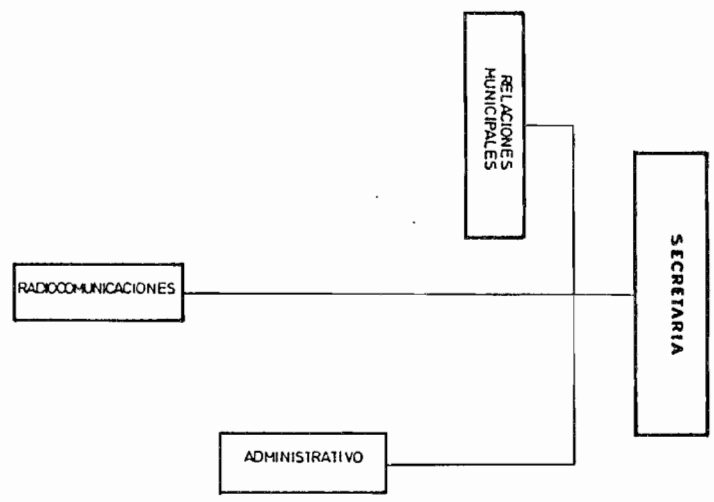 RELACIONES
MUNICIPALES
SECRETARIA
RADIOCOMUNICACIONES
ADMINISTRATIVO